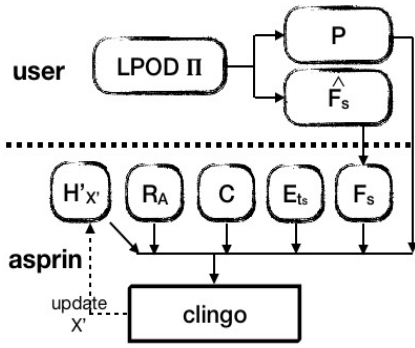 user
LPOD Π
P
F̂s
H'X'
RA
C
Ets
Fs
asprin
update
X'
clingo